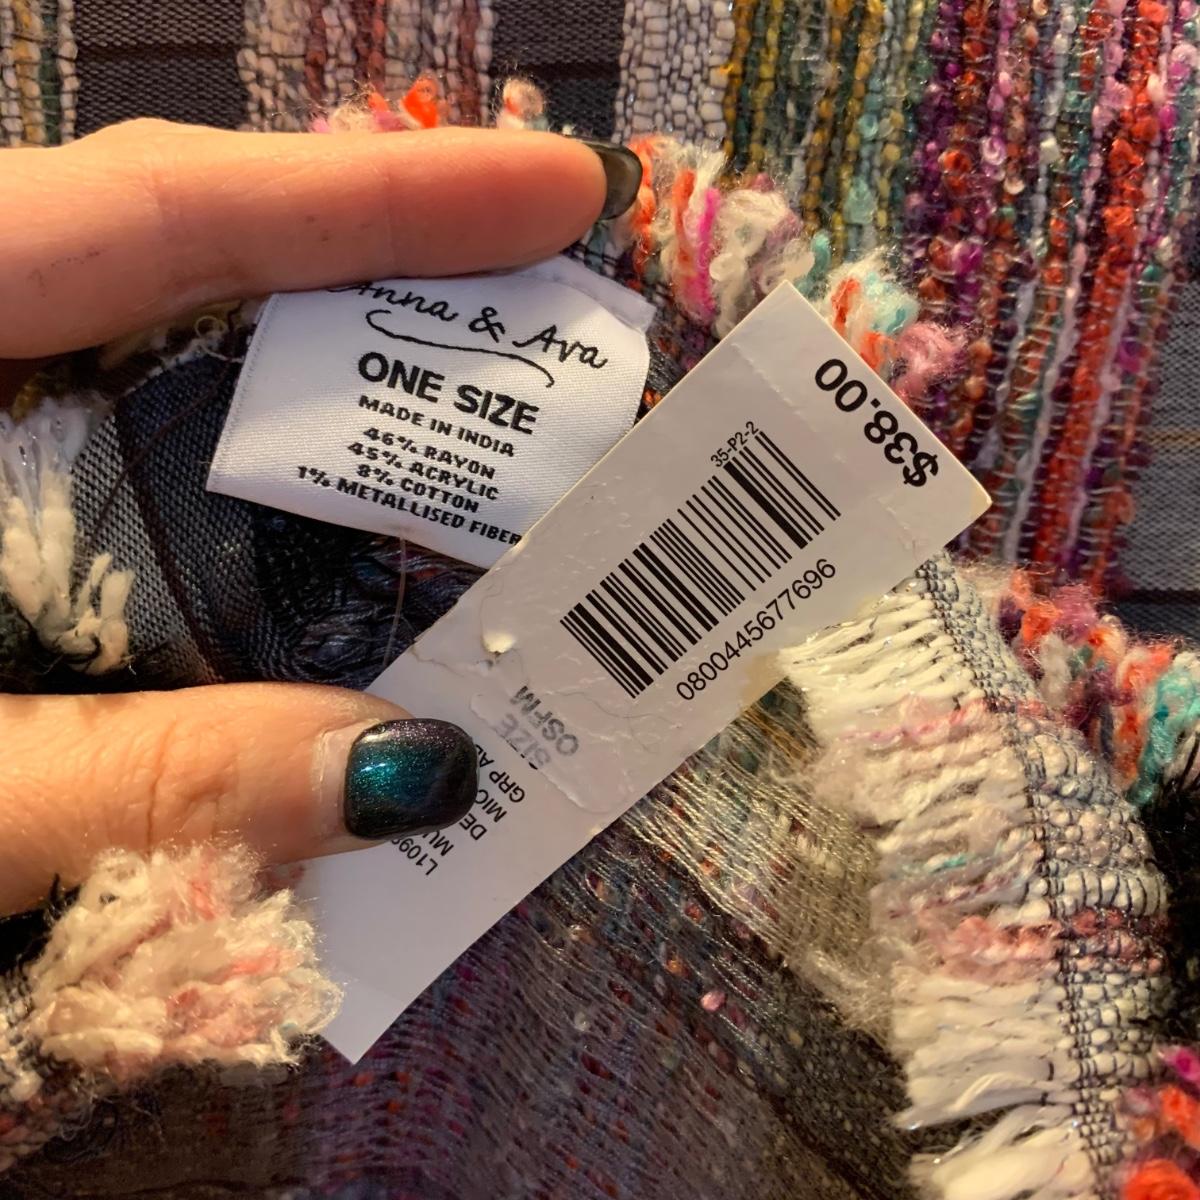 Anna & Ava
ONE SIZE
MADE IN INDIA
46% RAYON
45% ACRYLIC
8% COTTON
1% METALLISED FIBER
$38.00
35-P2-2
0800445677696
SIZE
OSFM
GRP